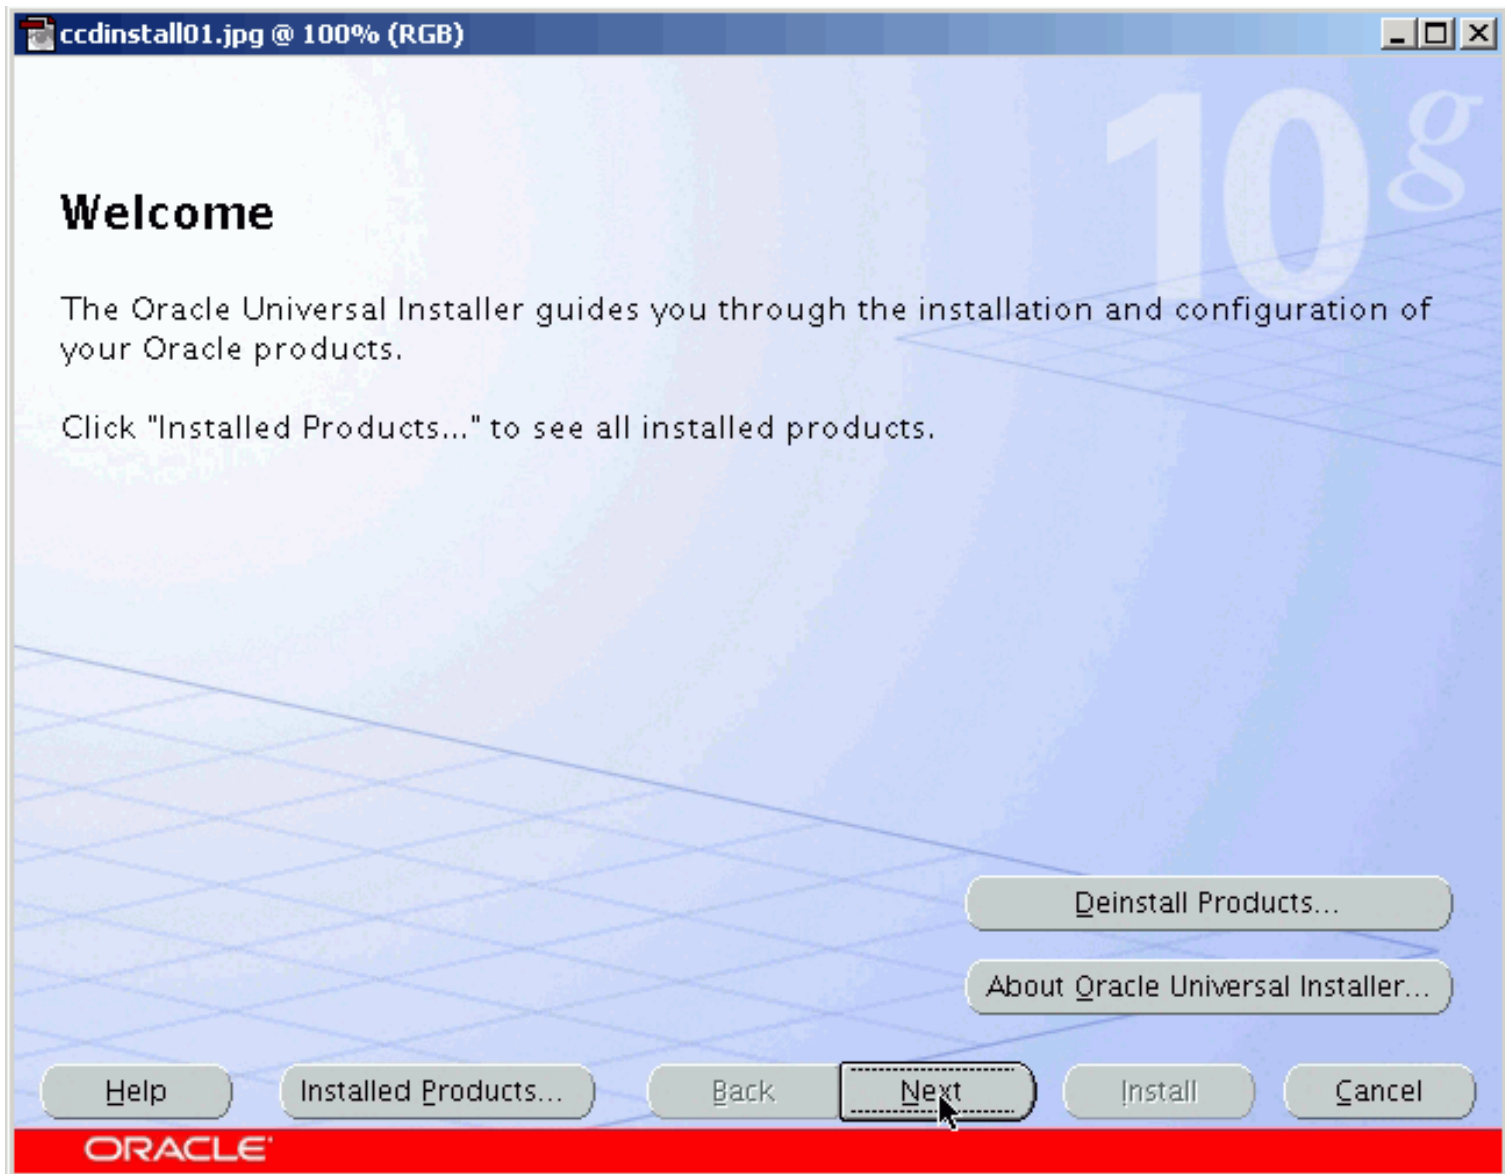 ccdinstall01.jpg @ 100% (RGB)
10g
Welcome
The Oracle Universal Installer guides you through the installation and configuration of
your Oracle products.
Click "Installed Products..." to see all installed products.
Deinstall Products...
About Oracle Universal Installer...
Help Installed Products... Back Next Install Cancel
ORACLE